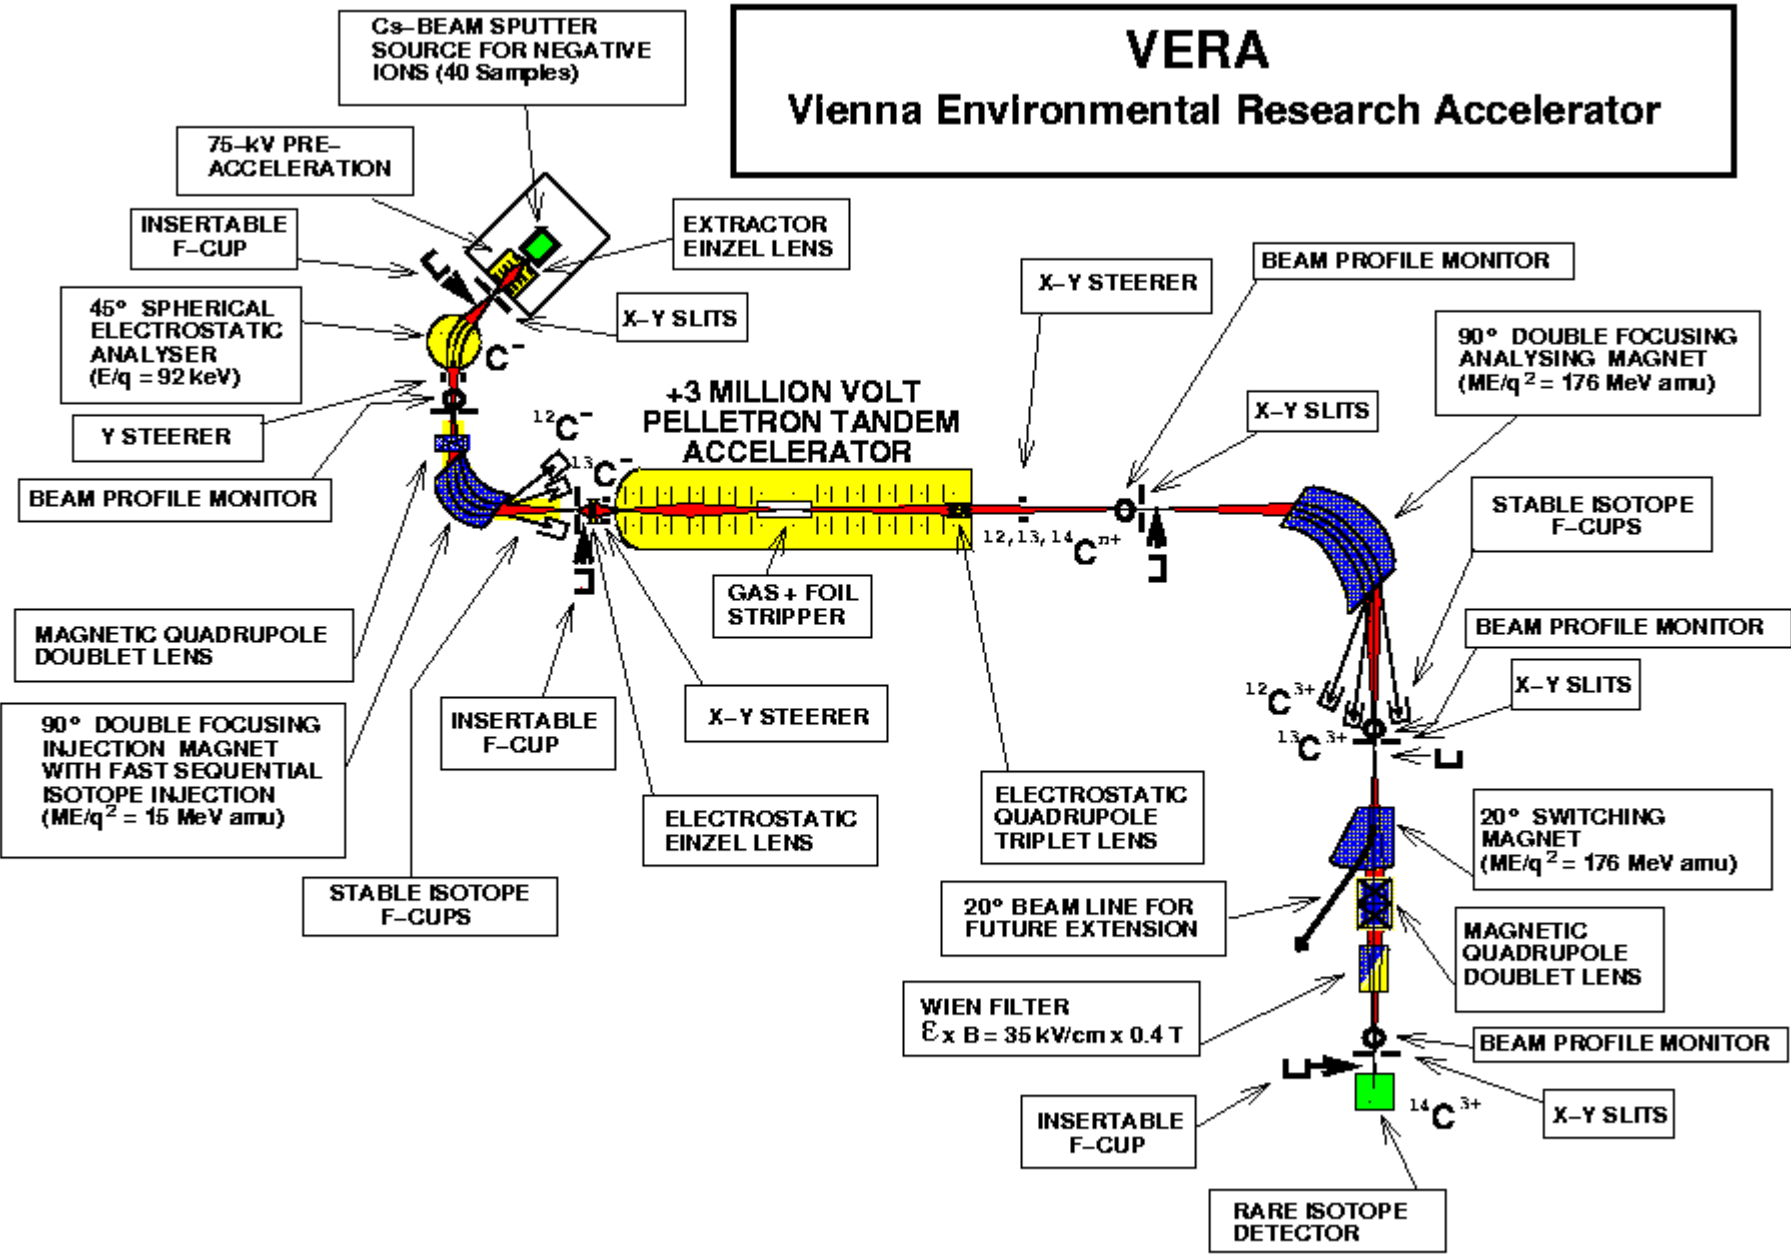 Cs–BEAM SPUTTER
SOURCE FOR NEGATIVE
IONS (40 Samples)
VERA
Vienna Environmental Research Accelerator
75–kV PRE–
ACCELERATION
INSERTABLE
F–CUP
EXTRACTOR
EINZEL LENS
BEAM PROFILE MONITOR
X–Y STEERER
45° SPHERICAL
ELECTROSTATIC
ANALYSER
(E/q = 92 keV)
X–Y SLITS
C⁻
90° DOUBLE FOCUSING
ANALYSING MAGNET
(ME/q² = 176 MeV amu)
+3 MILLION VOLT
PELLETRON TANDEM
ACCELERATOR
X–Y SLITS
Y STEERER
¹²C⁻
¹³C⁻
BEAM PROFILE MONITOR
STABLE ISOTOPE
F–CUPS
12,13,14Cⁿ⁺
GAS + FOIL
STRIPPER
MAGNETIC QUADRUPOLE
DOUBLET LENS
BEAM PROFILE MONITOR
X–Y SLITS
¹²C³⁺
¹³C³⁺
90° DOUBLE FOCUSING
INJECTION MAGNET
WITH FAST SEQUENTIAL
ISOTOPE INJECTION
(ME/q² = 15 MeV amu)
INSERTABLE
F–CUP
X–Y STEERER
ELECTROSTATIC
EINZEL LENS
ELECTROSTATIC
QUADRUPOLE
TRIPLET LENS
20° SWITCHING
MAGNET
(ME/q² = 176 MeV amu)
STABLE ISOTOPE
F–CUPS
20° BEAM LINE FOR
FUTURE EXTENSION
MAGNETIC
QUADRUPOLE
DOUBLET LENS
WIEN FILTER
Ɛ x B = 35 kV/cm x 0.4 T
BEAM PROFILE MONITOR
INSERTABLE
F–CUP
¹⁴C³⁺
X–Y SLITS
RARE ISOTOPE
DETECTOR